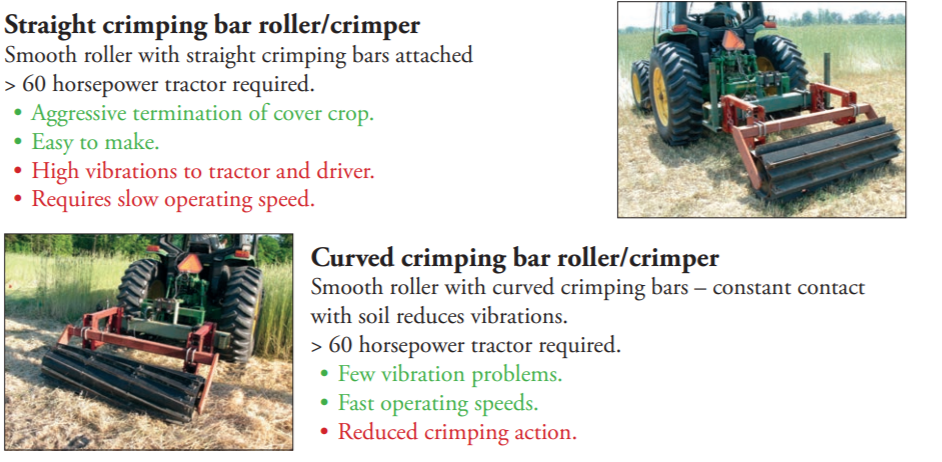 Straight crimping bar roller/crimper
Smooth roller with straight crimping bars attached
> 60 horsepower tractor required.
• Aggressive termination of cover crop.
• Easy to make.
• High vibrations to tractor and driver.
• Requires slow operating speed.
Curved crimping bar roller/crimper
Smooth roller with curved crimping bars – constant contact
with soil reduces vibrations.
> 60 horsepower tractor required.
• Few vibration problems.
• Fast operating speeds.
• Reduced crimping action.